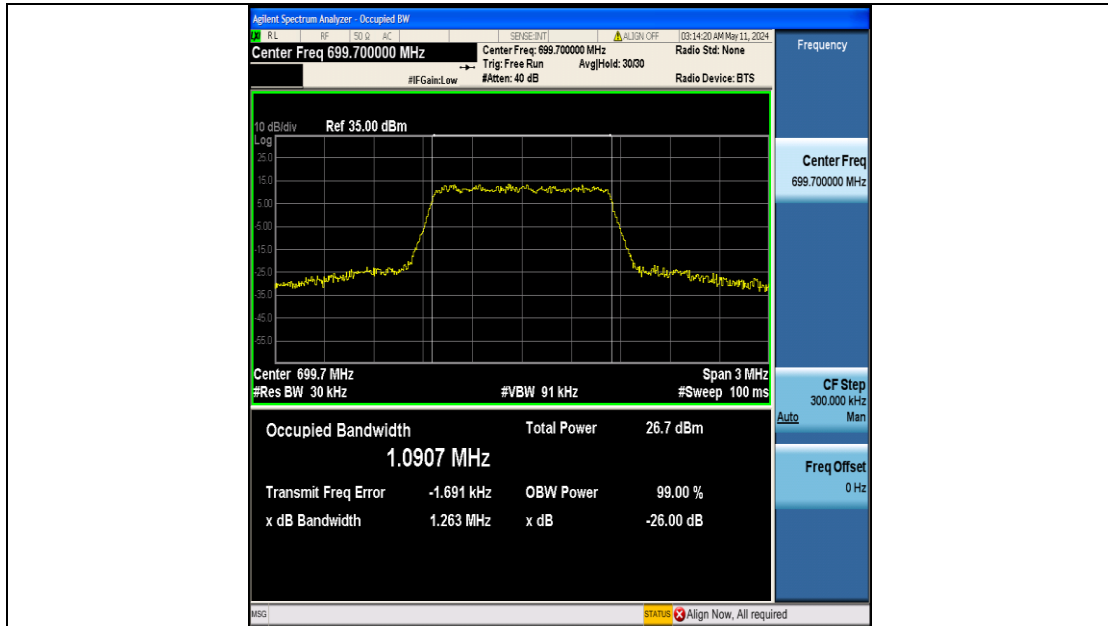 Agilent Spectrum Analyzer - Occupied BW
RL RF 50 Ω AC SENSE:INT ALIGN OFF 03:14:20 AM May 11, 2024
Center Freq 699.700000 MHz
Center Freq: 699.700000 MHz Radio Std: None
Trig: Free Run Avg|Hold: 30/30
#IFGain:Low #Atten: 40 dB Radio Device: BTS
10 dB/div Ref 35.00 dBm
Log
25.0
15.0
5.00
-5.00
-15.0
-25.0
-35.0
-45.0
-55.0
Center 699.7 MHz Span 3 MHz
#Res BW 30 kHz #VBW 91 kHz #Sweep 100 ms
Occupied Bandwidth Total Power 26.7 dBm
1.0907 MHz
Transmit Freq Error -1.691 kHz OBW Power 99.00 %
x dB Bandwidth 1.263 MHz x dB -26.00 dB
Frequency
Center Freq
699.700000 MHz
CF Step
300.000 kHz
Auto Man
Freq Offset
0 Hz
MSG STATUS Align Now, All required